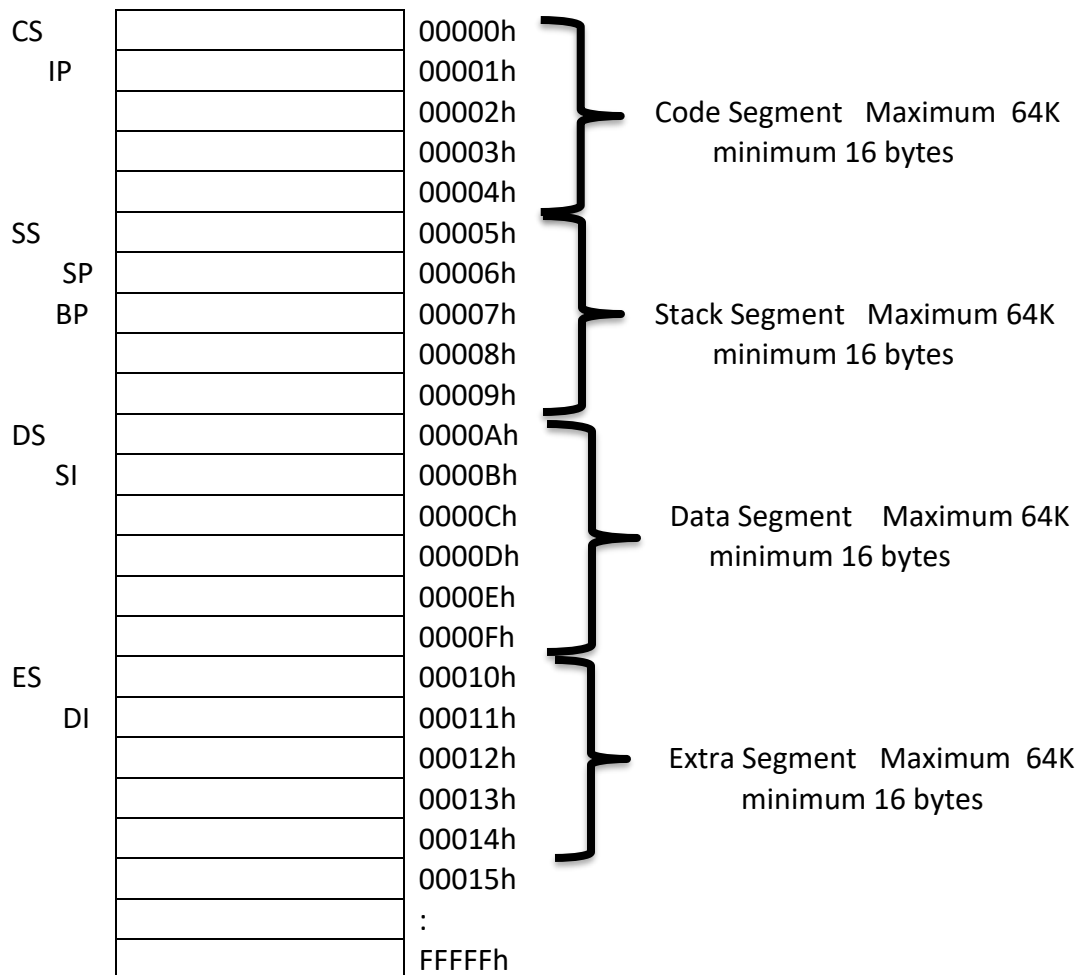 CS 00000h
IP 00001h
00002h Code Segment Maximum 64K
00003h minimum 16 bytes
00004h
SS 00005h
SP 00006h
BP 00007h Stack Segment Maximum 64K
00008h minimum 16 bytes
00009h
DS 0000Ah
SI 0000Bh
0000Ch Data Segment Maximum 64K
0000Dh minimum 16 bytes
0000Eh
0000Fh
ES 00010h
DI 00011h
00012h Extra Segment Maximum 64K
00013h minimum 16 bytes
00014h
00015h
:
FFFFFh